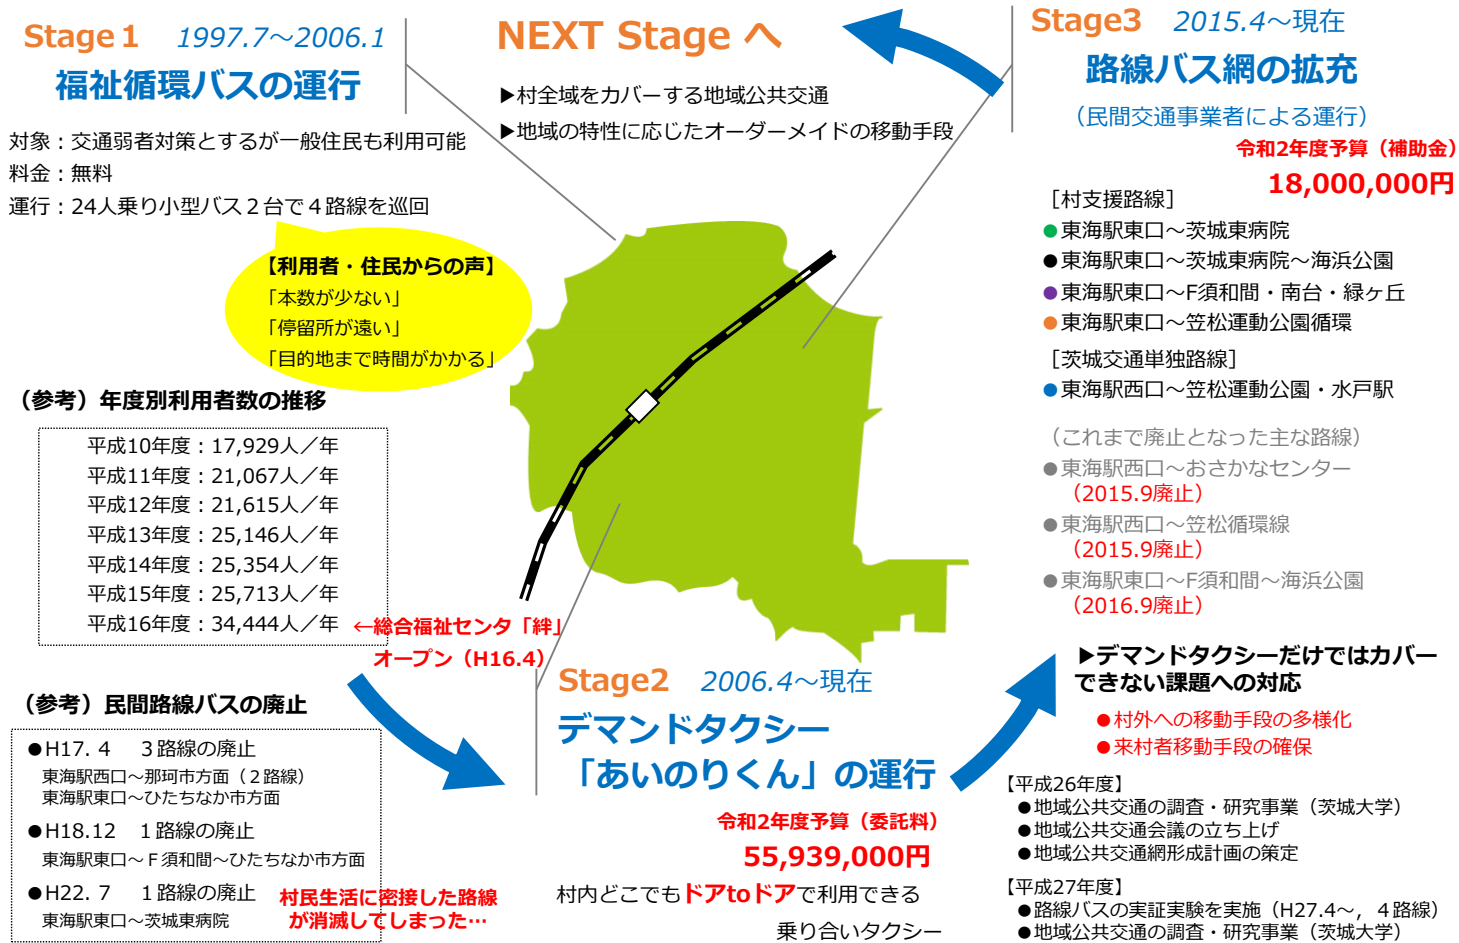 Stage１　1997.7～2006.1
福祉循環バスの運行
対象：交通弱者対策とするが一般住民も利用可能
料金：無料
運行：24人乗り小型バス２台で４路線を巡回
【利用者・住民からの声】
「本数が少ない」
「停留所が遠い」
「目的地まで時間がかかる」
（参考）年度別利用者数の推移
平成10年度：17,929人／年
平成11年度：21,067人／年
平成12年度：21,615人／年
平成13年度：25,146人／年
平成14年度：25,354人／年
平成15年度：25,713人／年
平成16年度：34,444人／年
←総合福祉センタ「絆」
オープン（H16.4）
（参考）民間路線バスの廃止
●H17. 4　３路線の廃止
東海駅西口～那珂市方面（２路線）
東海駅東口～ひたちなか市方面
●H18.12　１路線の廃止
東海駅東口～Ｆ須和間～ひたちなか市方面
●H22. 7　１路線の廃止
東海駅東口～茨城東病院
村民生活に密接した路線
が消滅してしまった…
NEXT Stage へ
▶村全域をカバーする地域公共交通
▶地域の特性に応じたオーダーメイドの移動手段
Stage2　2006.4～現在
デマンドタクシー
「あいのりくん」の運行
令和2年度予算（委託料）
55,939,000円
村内どこでもドアtoドアで利用できる
乗り合いタクシー
Stage3　2015.4～現在
路線バス網の拡充
（民間交通事業者による運行）
令和2年度予算（補助金）
18,000,000円
［村支援路線］
●東海駅東口～茨城東病院
●東海駅東口～茨城東病院～海浜公園
●東海駅東口～F須和間・南台・緑ヶ丘
●東海駅東口～笠松運動公園循環
［茨城交通単独路線］
●東海駅西口～笠松運動公園・水戸駅
（これまで廃止となった主な路線）
●東海駅西口～おさかなセンター
（2015.9廃止）
●東海駅西口～笠松循環線
（2015.9廃止）
●東海駅東口～F須和間～海浜公園
（2016.9廃止）
▶デマンドタクシーだけではカバー
できない課題への対応
●村外への移動手段の多様化
●来村者移動手段の確保
【平成26年度】
●地域公共交通の調査・研究事業（茨城大学）
●地域公共交通会議の立ち上げ
●地域公共交通網形成計画の策定
【平成27年度】
●路線バスの実証実験を実施（H27.4～，４路線）
●地域公共交通の調査・研究事業（茨城大学）